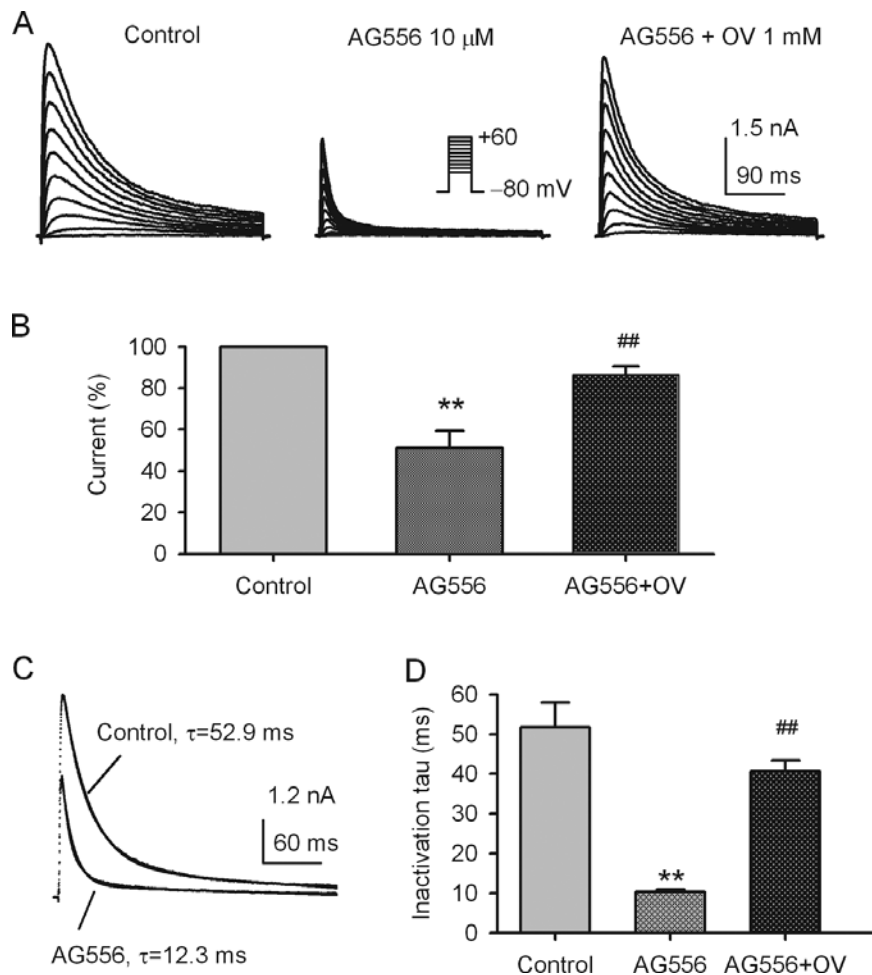 A
Control
AG556 10 μM
AG556 + OV 1 mM
+60
−80 mV
1.5 nA
90 ms
B
Current (%)
100
80
60
40
20
0
**
##
Control
AG556
AG556+OV
C
Control, τ=52.9 ms
1.2 nA
60 ms
AG556, τ=12.3 ms
D
Inactivation tau (ms)
60
50
40
30
20
10
0
**
##
Control
AG556
AG556+OV